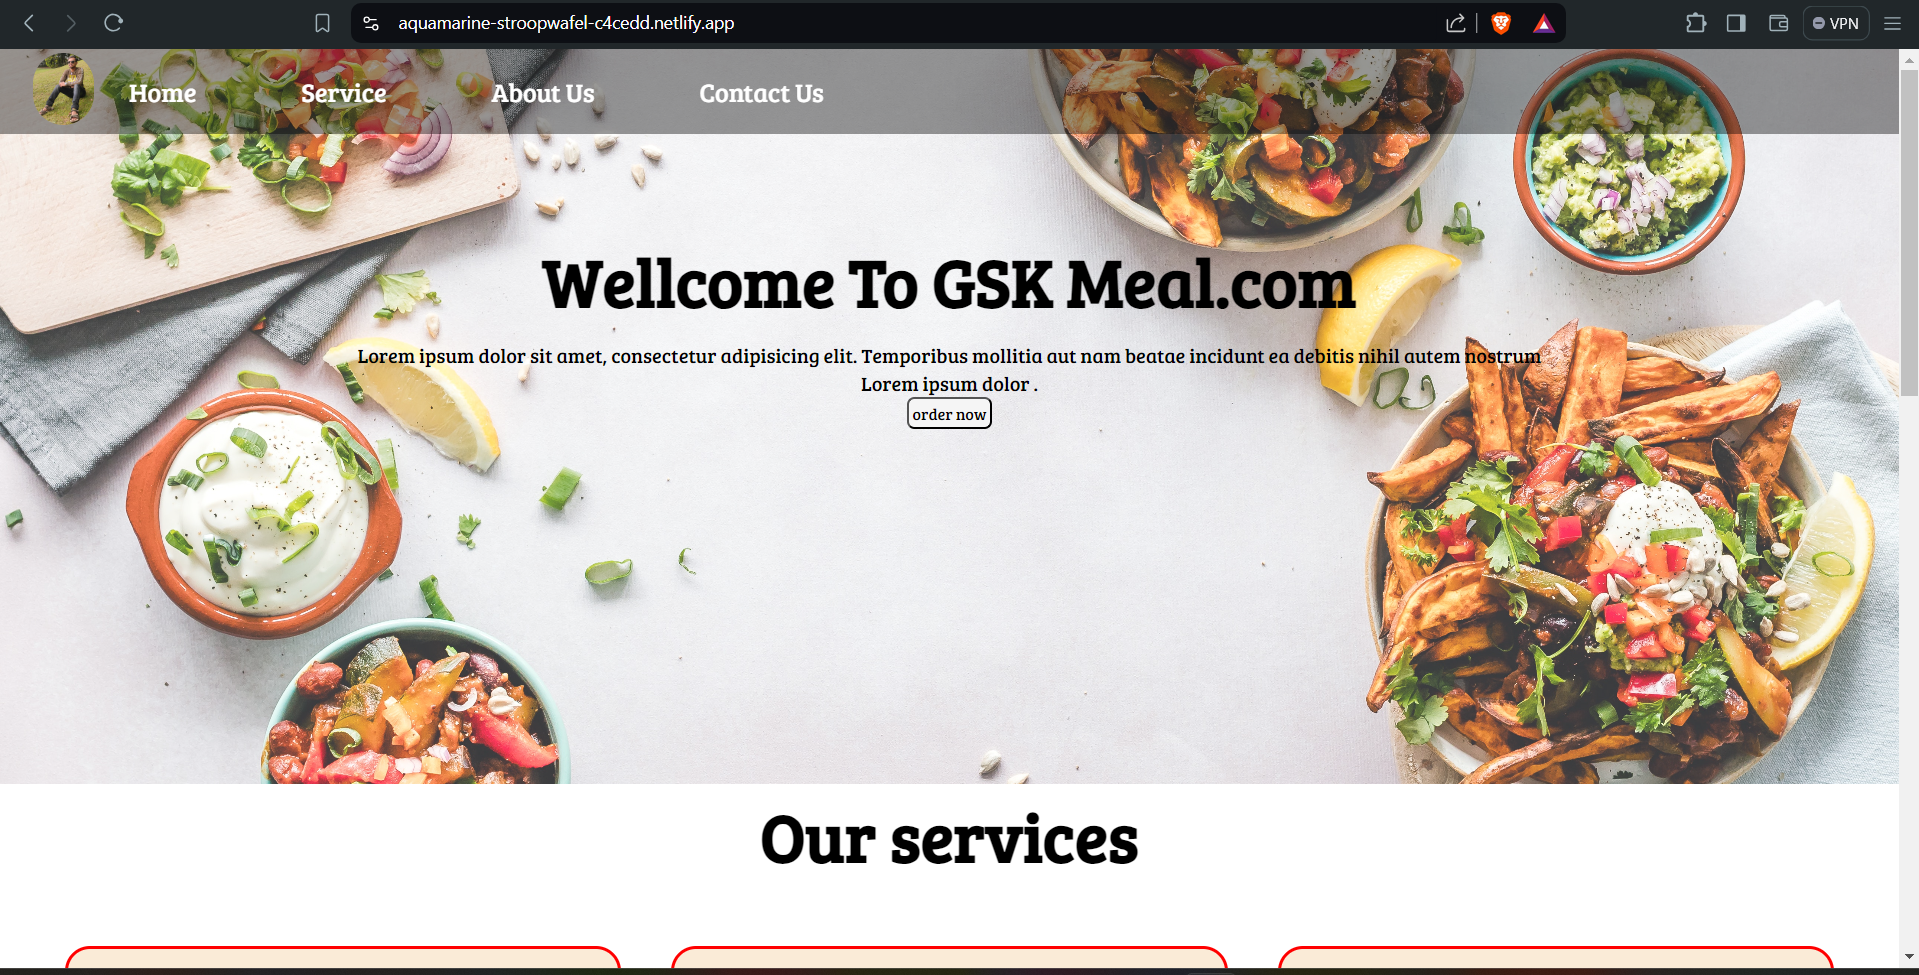 aquamarine-stroopwafel-c4cedd.netlify.app
VPN
Home Service About Us Contact Us
Wellcome To GSK Meal.com
Lorem ipsum dolor sit amet, consectetur adipisicing elit. Temporibus mollitia aut nam beatae incidunt ea debitis nihil autem nostrum
Lorem ipsum dolor .
order now
Our services